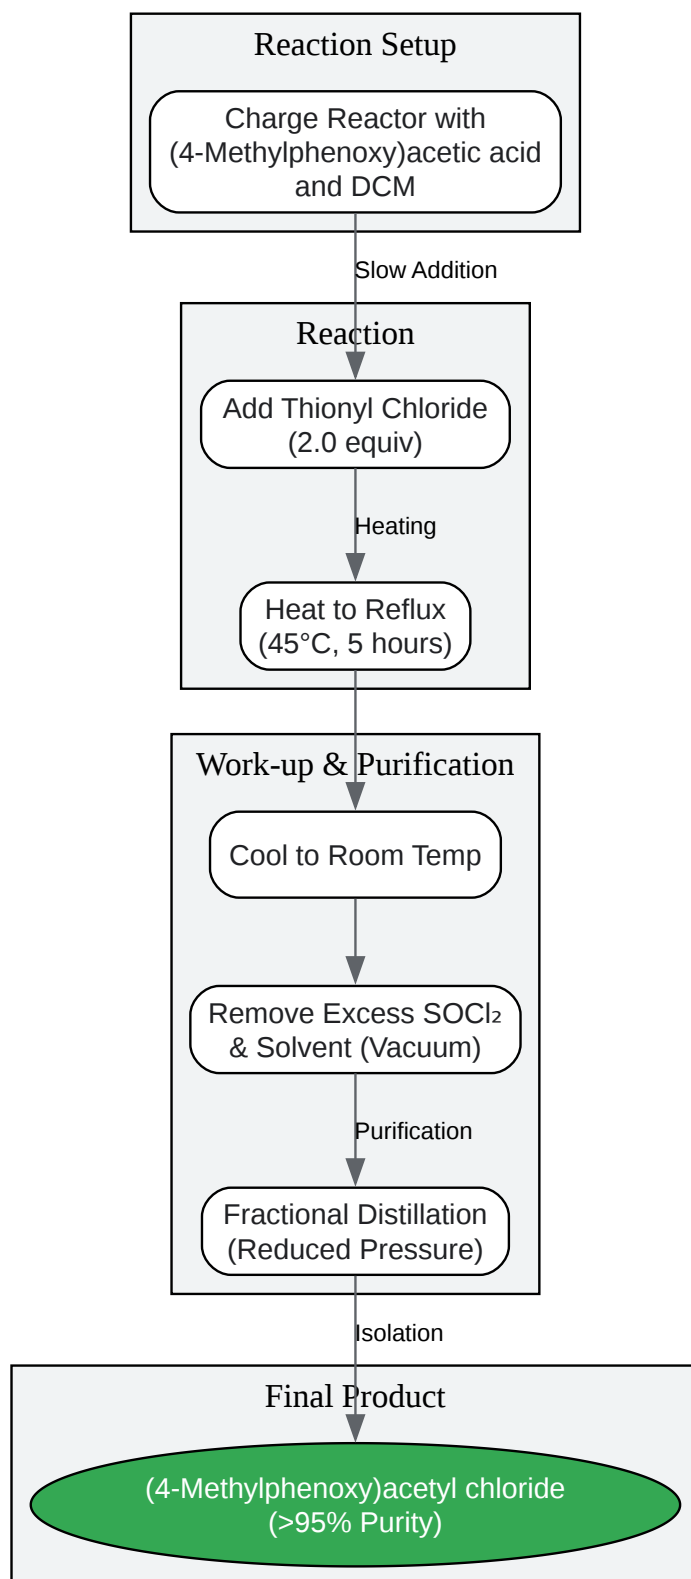 Reaction Setup
Charge Reactor with
(4-Methylphenoxy)acetic acid
and DCM
Slow Addition
Reaction
Add Thionyl Chloride
(2.0 equiv)
Heating
Heat to Reflux
(45°C, 5 hours)
Work-up & Purification
Cool to Room Temp
Remove Excess SOCl₂
& Solvent (Vacuum)
Purification
Fractional Distillation
(Reduced Pressure)
Isolation
Final Product
(4-Methylphenoxy)acetyl chloride
(>95% Purity)